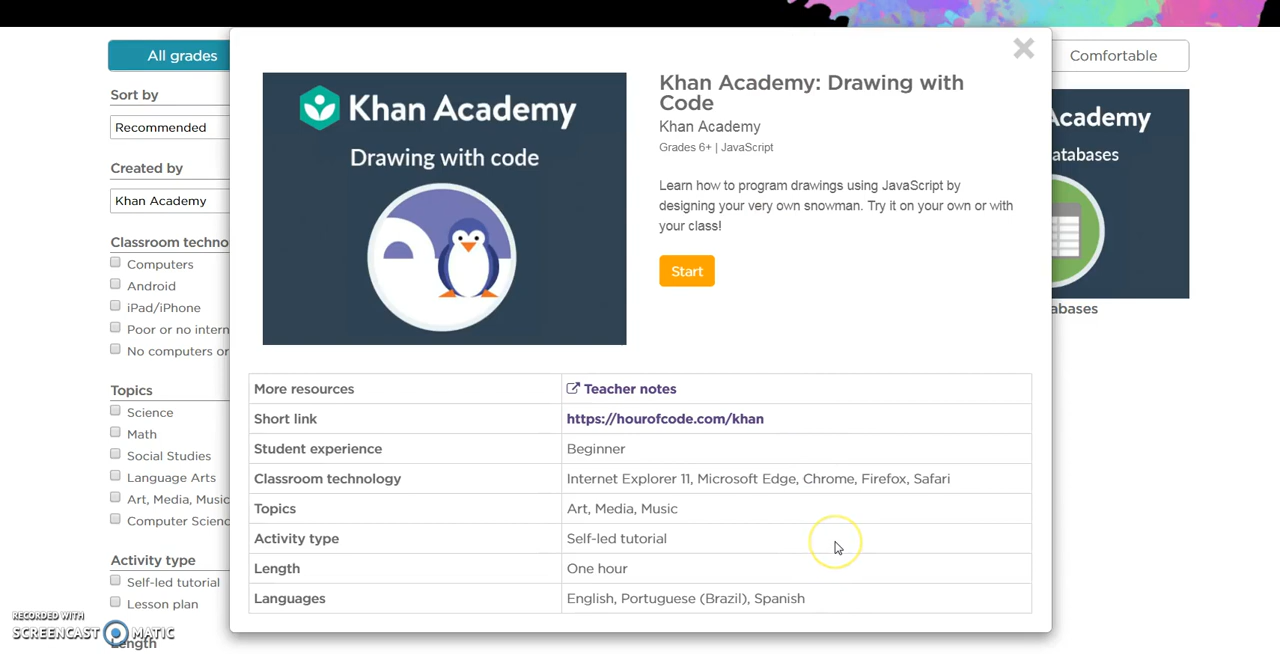 All grades
Comfortable
Sort by
Recommended
Created by
Khan Academy
Classroom techno
Computers
Android
iPad/iPhone
Poor or no intern
No computers or
Topics
Science
Math
Social Studies
Language Arts
Art, Media, Music
Computer Scienc
Activity type
Self-led tutorial
Lesson plan
Length
RECORDED WITH
SCREENCAST MATIC
Khan Academy
Drawing with code
Khan Academy: Drawing with
Code
Khan Academy
Grades 6+ | JavaScript
Learn how to program drawings using JavaScript by
designing your very own snowman. Try it on your own or with
your class!
Start
More resources Teacher notes
Short link https://hourofcode.com/khan
Student experience Beginner
Classroom technology Internet Explorer 11, Microsoft Edge, Chrome, Firefox, Safari
Topics Art, Media, Music
Activity type Self-led tutorial
Length One hour
Languages English, Portuguese (Brazil), Spanish
Academy
atabases
abases